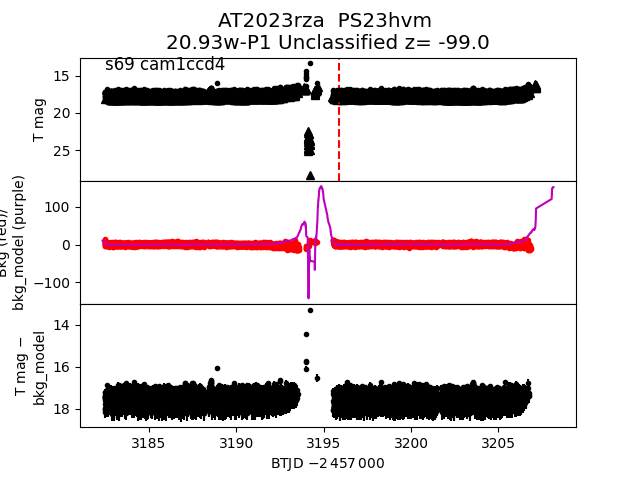 AT2023rza  PS23hvm
20.93w-P1 Unclassified z= -99.0
s69 cam1ccd4
15
20
25
T mag
100
0
−100
Bkg (red)/
bkg_model (purple)
14
16
18
T mag −
bkg_model
3185
3190
3195
3200
3205
BTJD −2 457 000